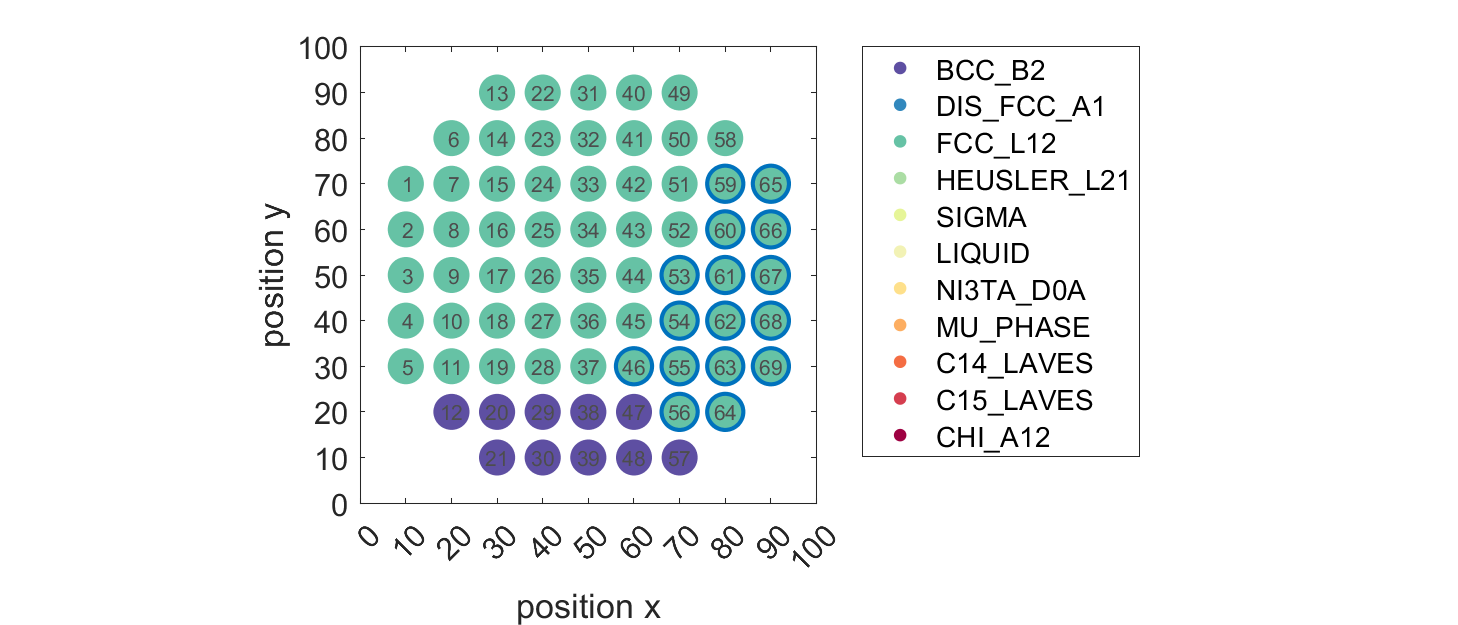 100
90 13 22 31 40 49
80 6 14 23 32 41 50 58
70 1 7 15 24 33 42 51 59 65
60 2 8 16 25 34 43 52 60 66
50 3 9 17 26 35 44 53 61 67
40 4 10 18 27 36 45 54 62 68
30 5 11 19 28 37 46 55 63 69
20 12 20 29 38 47 56 64
10 21 30 39 48 57
0
0 10 20 30 40 50 60 70 80 90 100
position x
position y
BCC_B2
DIS_FCC_A1
FCC_L12
HEUSLER_L21
SIGMA
LIQUID
NI3TA_D0A
MU_PHASE
C14_LAVES
C15_LAVES
CHI_A12